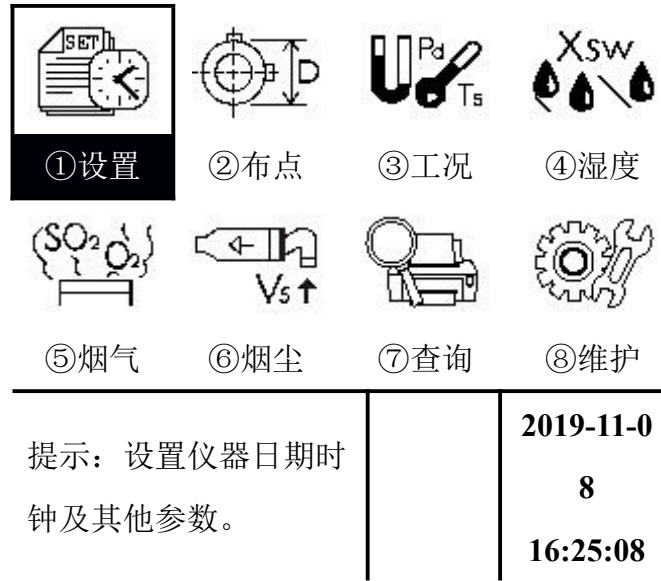 SET
D
Pd
Ts
Xsw
①设置
②布点
③工况
④湿度
SO₂
O₂
Vs↑
⑤烟气
⑥烟尘
⑦查询
⑧维护
提示：设置仪器日期时
钟及其他参数。
2019-11-0
8
16:25:08